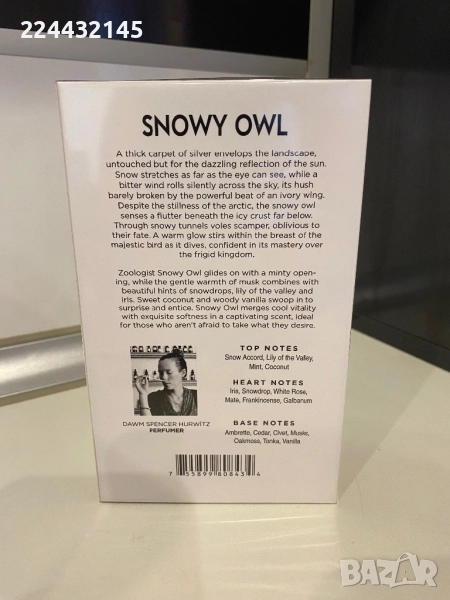 224432145
SNOWY OWL
A thick carpet of silver envelops the landscape,
untouched but for the dazzling reflection of the sun.
Snow stretches as far as the eye can see, while a
bitter wind rolls silently across the sky, its hush
barely broken by the powerful beat of an ivory wing.
Despite the stillness of the arctic, the snowy owl
senses a flutter beneath the icy crust far below.
Through snowy tunnels voles scamper, oblivious to
their fate. A warm glow stirs within the breast of the
majestic bird as it dives, confident in its mastery over
the frigid kingdom.
Zoologist Snowy Owl glides on with a minty open-
ing, while the gentle warmth of musk combines with
beautiful hints of snowdrops, lily of the valley and
iris. Sweet coconut and woody vanilla swoop in to
surprise and entice. Snowy Owl merges cool vitality
with exquisite softness in a captivating scent, ideal
for those who aren't afraid to take what they desire.
TOP NOTES
Snow Accord, Lily of the Valley,
Mint, Coconut
HEART NOTES
Iris, Snowdrop, White Rose,
Mate, Frankincense, Galbanum
DAWM SPENCER HURWITZ
PERFUMER
BASE NOTES
Ambrette, Cedar, Civet, Musks,
Oakmoss, Tonka, Vanilla
7 55899 80843 4
BAZAR